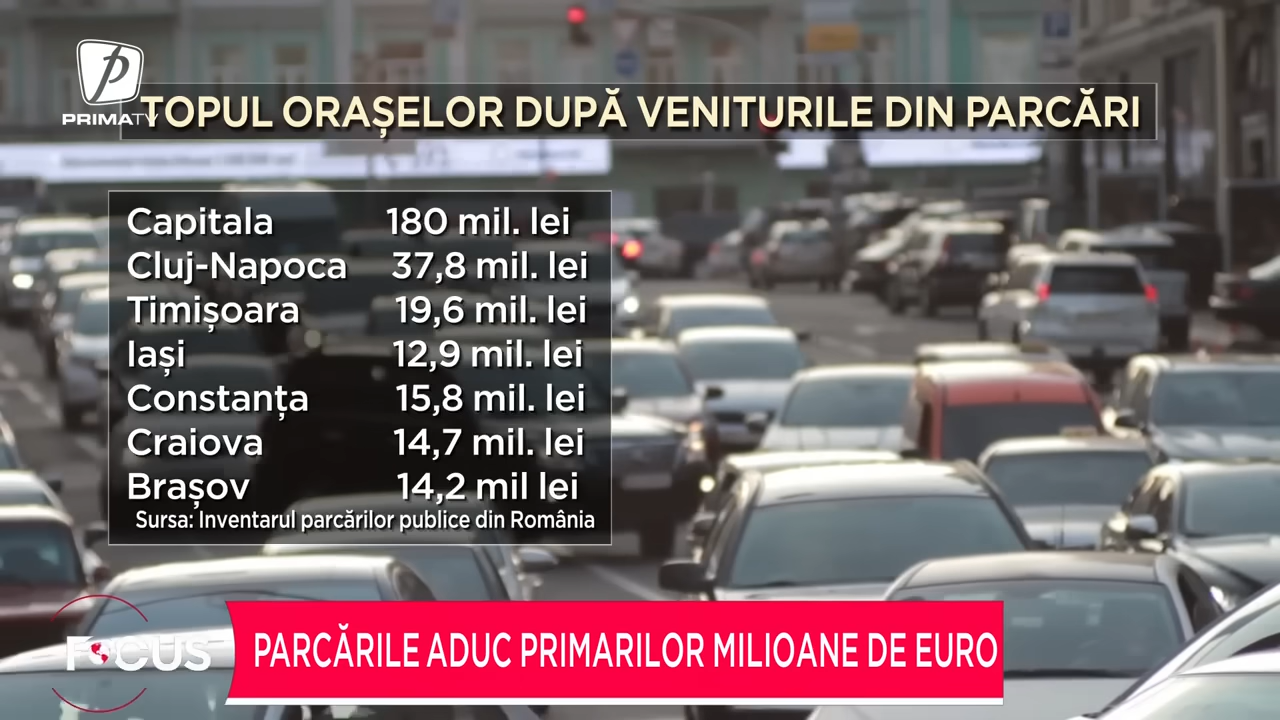 PRIMATV
TOPUL ORAȘELOR DUPĂ VENITURILE DIN PARCĂRI
Capitala 180 mil. lei
Cluj-Napoca 37,8 mil. lei
Timișoara 19,6 mil. lei
Iași 12,9 mil. lei
Constanța 15,8 mil. lei
Craiova 14,7 mil. lei
Brașov 14,2 mil lei
Sursa: Inventarul parcărilor publice din România
FOCUS
PARCĂRILE ADUC PRIMARILOR MILIOANE DE EURO